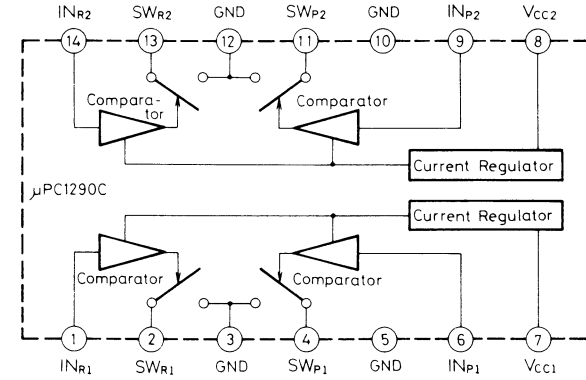 INR2 SWR2 GND SWP2 GND INP2 VCC2
14 13 12 11 10 9 8
Compara-
tor
Comparator
Current Regulator
μPC1290C
Current Regulator
Comparator
Comparator
1 2 3 4 5 6 7
INR1 SWR1 GND SWP1 GND INP1 VCC1